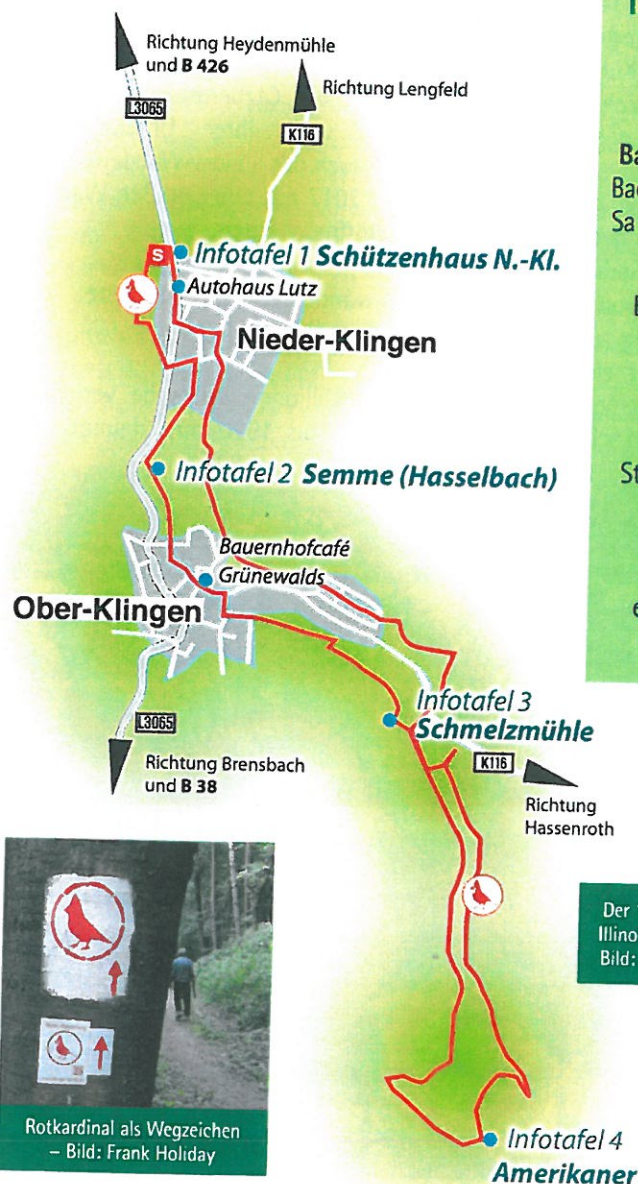 Richtung Heydenmühle
und B 426
L3065
Richtung Lengfeld
K116
S
Infotafel 1 Schützenhaus N.-Kl.
Autohaus Lutz
Nieder-Klingen
Infotafel 2 Semme (Hasselbach)
Bauernhofcafé
Grünewalds
Ober-Klingen
Infotafel 3
Schmelzmühle
L3065
K116
Richtung Brensbach
und B 38
Richtung
Hassenroth
Rotkardinal als Wegzeichen
– Bild: Frank Holiday
Infotafel 4
Amerikaner
Sa
St
Der
Illino
Bild: